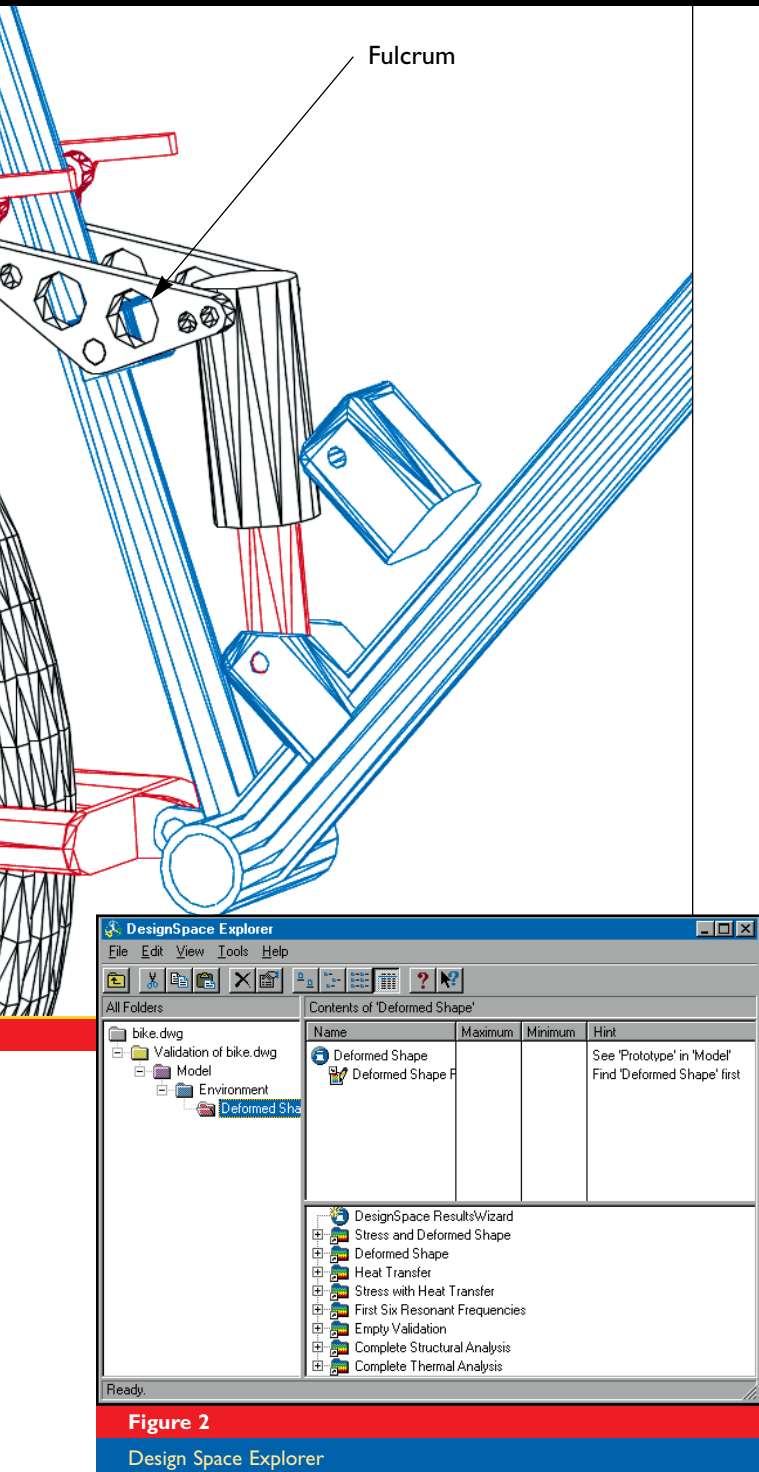 Fulcrum
DesignSpace Explorer
File Edit View Tools Help
All Folders
Contents of 'Deformed Shape'
bike.dwg
Validation of bike.dwg
Model
Environment
Deformed Sha
Name Maximum Minimum Hint
Deformed Shape See 'Prototype' in 'Model'
Deformed Shape F Find 'Deformed Shape' first
DesignSpace ResultsWizard
Stress and Deformed Shape
Deformed Shape
Heat Transfer
Stress with Heat Transfer
First Six Resonant Frequencies
Empty Validation
Complete Structural Analysis
Complete Thermal Analysis
Ready.
Figure 2
Design Space Explorer